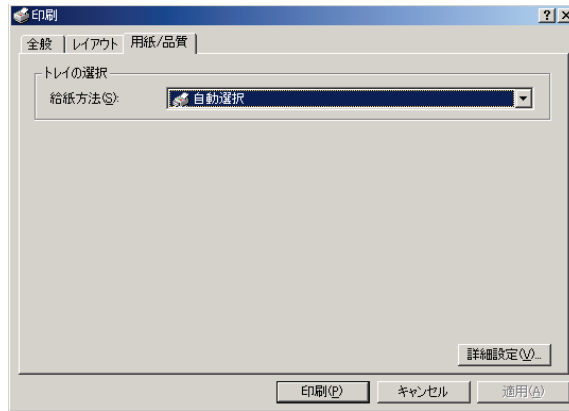 印刷
全般 レイアウト 用紙/品質
トレイの選択
給紙方法(S): 自動選択
詳細設定(V)...
印刷(P) キャンセル 適用(A)